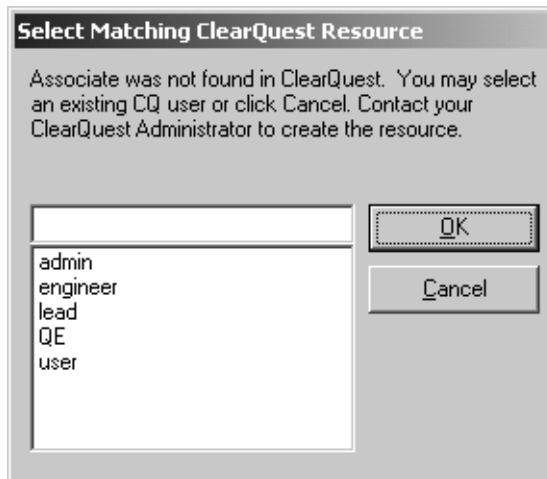 Select Matching ClearQuest Resource
Associate was not found in ClearQuest.  You may select
an existing CQ user or click Cancel. Contact your
ClearQuest Administrator to create the resource.
OK
admin
engineer
lead
QE
user
Cancel